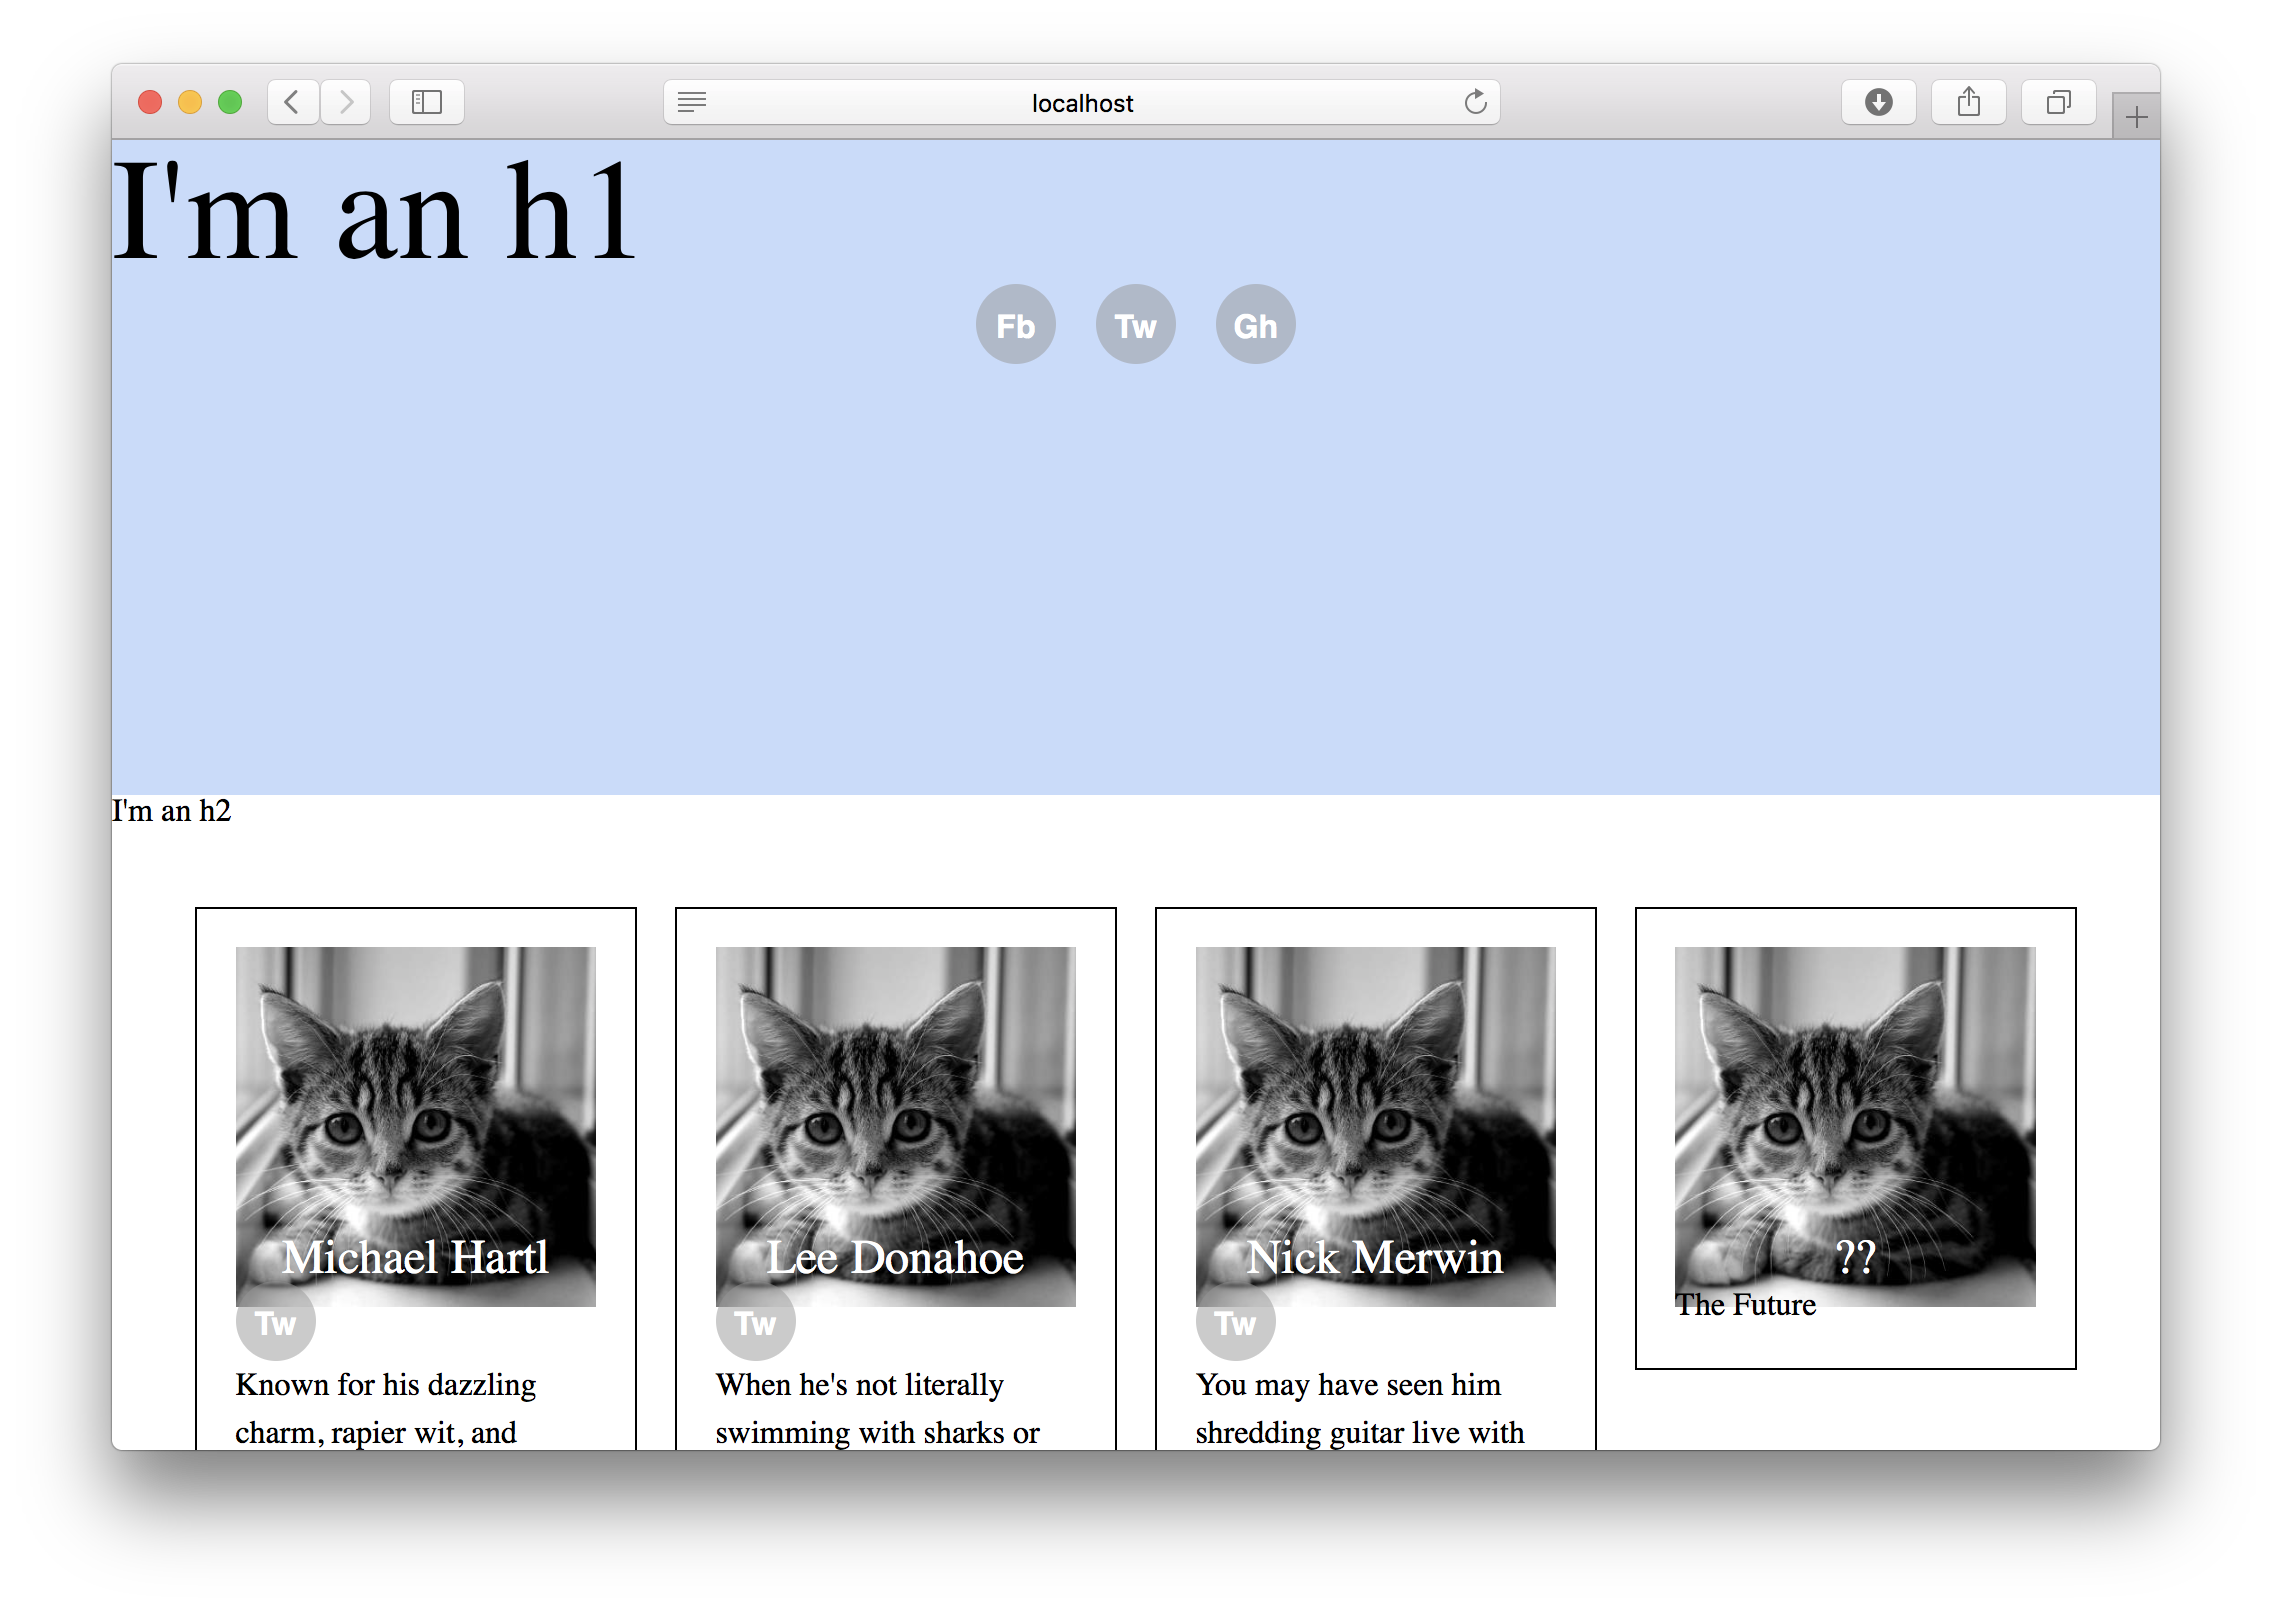 localhost
I'm an h1
Fb Tw Gh
I'm an h2
Michael Hartl
Tw
Known for his dazzling
charm, rapier wit, and
Lee Donahoe
Tw
When he's not literally
swimming with sharks or
Nick Merwin
Tw
You may have seen him
shredding guitar live with
??
The Future